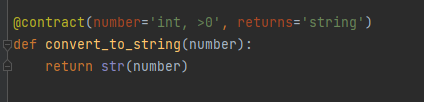 @contract(number='int, >0', returns='string')
def convert_to_string(number):
    return str(number)